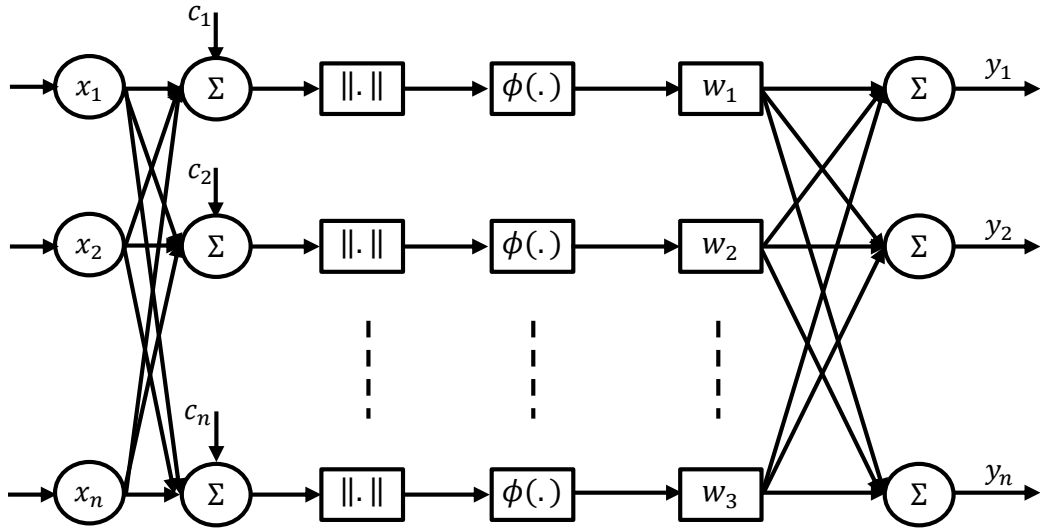 c₁
x₁ Σ ‖.‖ ϕ(.) w₁ Σ y₁
c₂
x₂ Σ ‖.‖ ϕ(.) w₂ Σ y₂
cₙ
xₙ Σ ‖.‖ ϕ(.) w₃ Σ yₙ